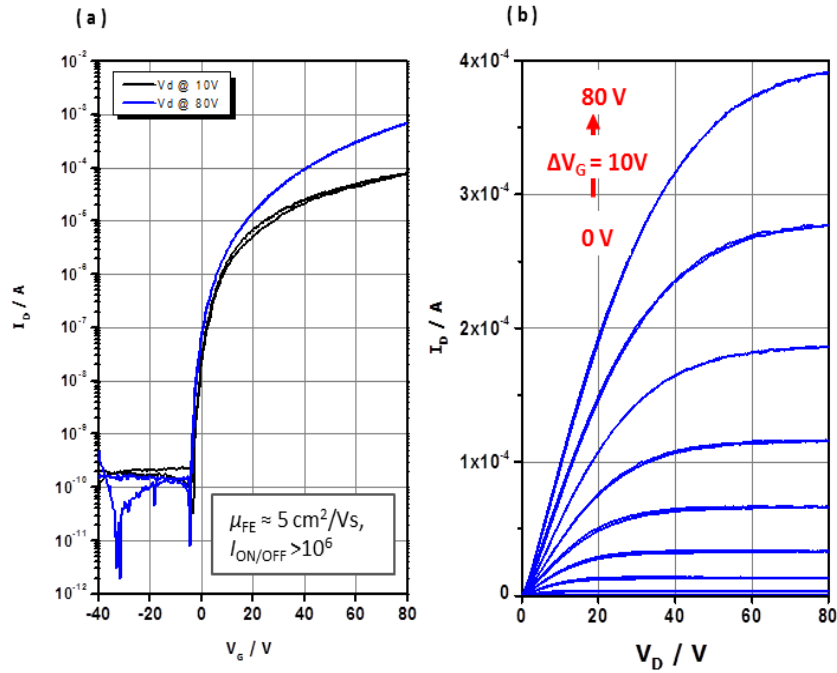 ( a )
10⁻²
10⁻³
10⁻⁴
10⁻⁵
10⁻⁶
10⁻⁶
10⁻⁷
10⁻⁸
10⁻⁹
10⁻¹⁰
10⁻¹¹
10⁻¹²
I_D / A
Vd @ 10V
Vd @ 80V
μ_FE ≈ 5 cm²/Vs,
I_ON/OFF >10⁶
-40 -20 0 20 40 60 80
V_G / V
( b )
4x10⁻⁴
3x10⁻⁴
2x10⁻⁴
1x10⁻⁴
0
I_D / A
80 V
ΔV_G = 10V
0 V
0 20 40 60 80
V_D / V